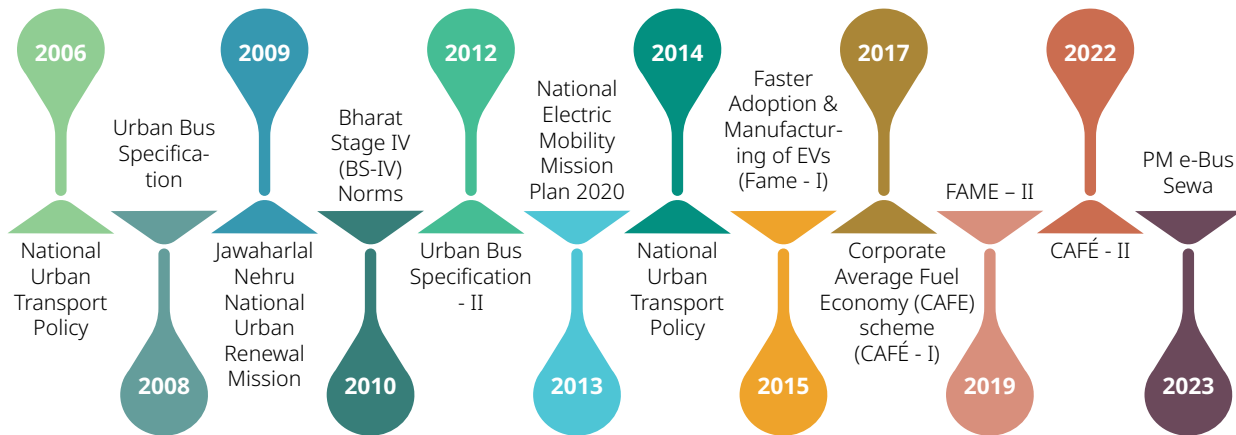 2006
National
Urban
Transport
Policy
Urban Bus
Specifica-
tion
2008
2009
Jawaharlal
Nehru
National
Urban
Renewal
Mission
Bharat
Stage IV
(BS-IV)
Norms
2010
2012
Urban Bus
Specification
- II
National
Electric
Mobility
Mission
Plan 2020
2013
2014
National
Urban
Transport
Policy
Faster
Adoption &
Manufactur-
ing of EVs
(Fame - I)
2015
2017
Corporate
Average Fuel
Economy (CAFE)
scheme
(CAFÉ - I)
FAME – II
2019
2022
CAFÉ - II
PM e-Bus
Sewa
2023